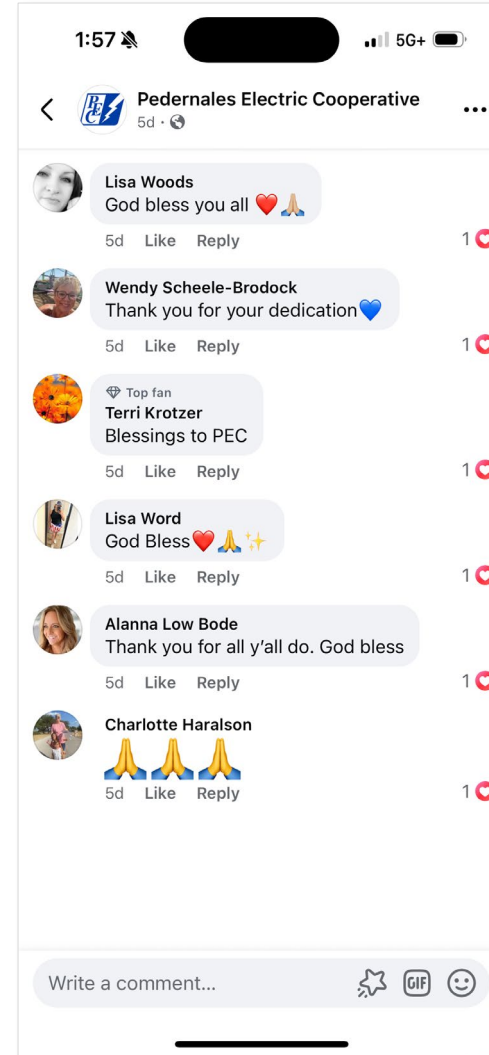 1:57 5G+
Pedernales Electric Cooperative
PEC
5d
Lisa Woods
God bless you all ❤️🙏🏼
5d Like Reply 1
Wendy Scheele-Brodock
Thank you for your dedication💙
5d Like Reply 1
Top fan
Terri Krotzer
Blessings to PEC
5d Like Reply 1
Lisa Word
God Bless❤️🙏✨
5d Like Reply 1
Alanna Low Bode
Thank you for all y’all do. God bless
5d Like Reply 1
Charlotte Haralson
🙏🙏🙏
5d Like Reply 1
Write a comment... GIF